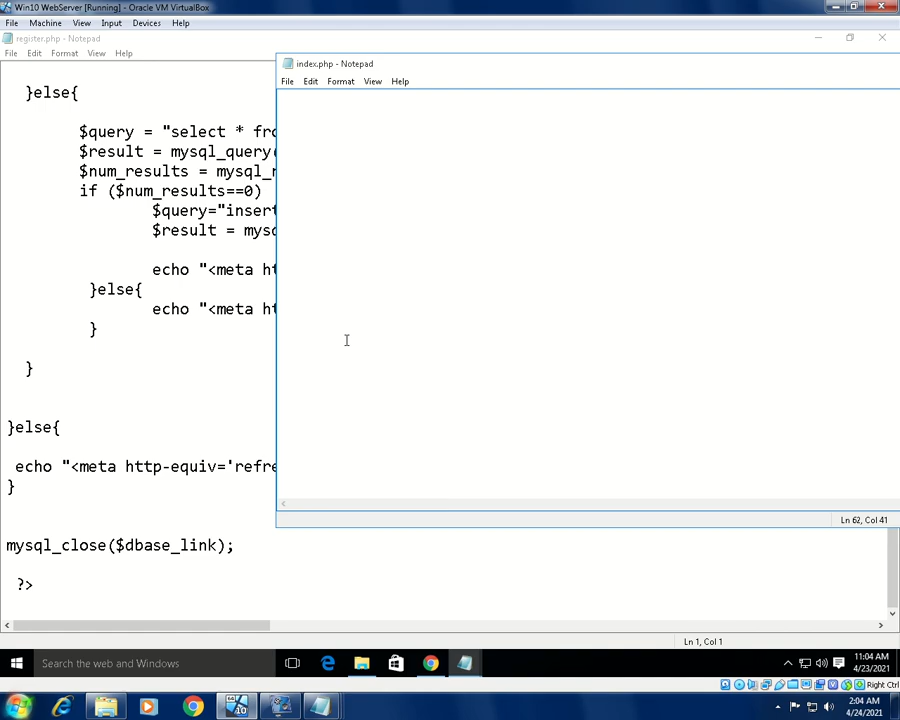 Win10 WebServer [Running] - Oracle VM VirtualBox
File Machine View Input Devices Help
register.php - Notepad
File Edit Format View Help
index.php - Notepad
File Edit Format View Help
}else{
$query = "select * fro
$result = mysql_query(
$num_results = mysql_n
if ($num_results==0)
$query="insert
$result = mysq
echo "<meta ht
}else{
echo "<meta ht
}
}
}else{
echo "<meta http-equiv='refre
}
Ln 62, Col 41
mysql_close($dbase_link);
?>
Ln 1, Col 1
Search the web and Windows
11:04 AM
4/23/2021
Right Ctrl
2:04 AM
4/24/2021